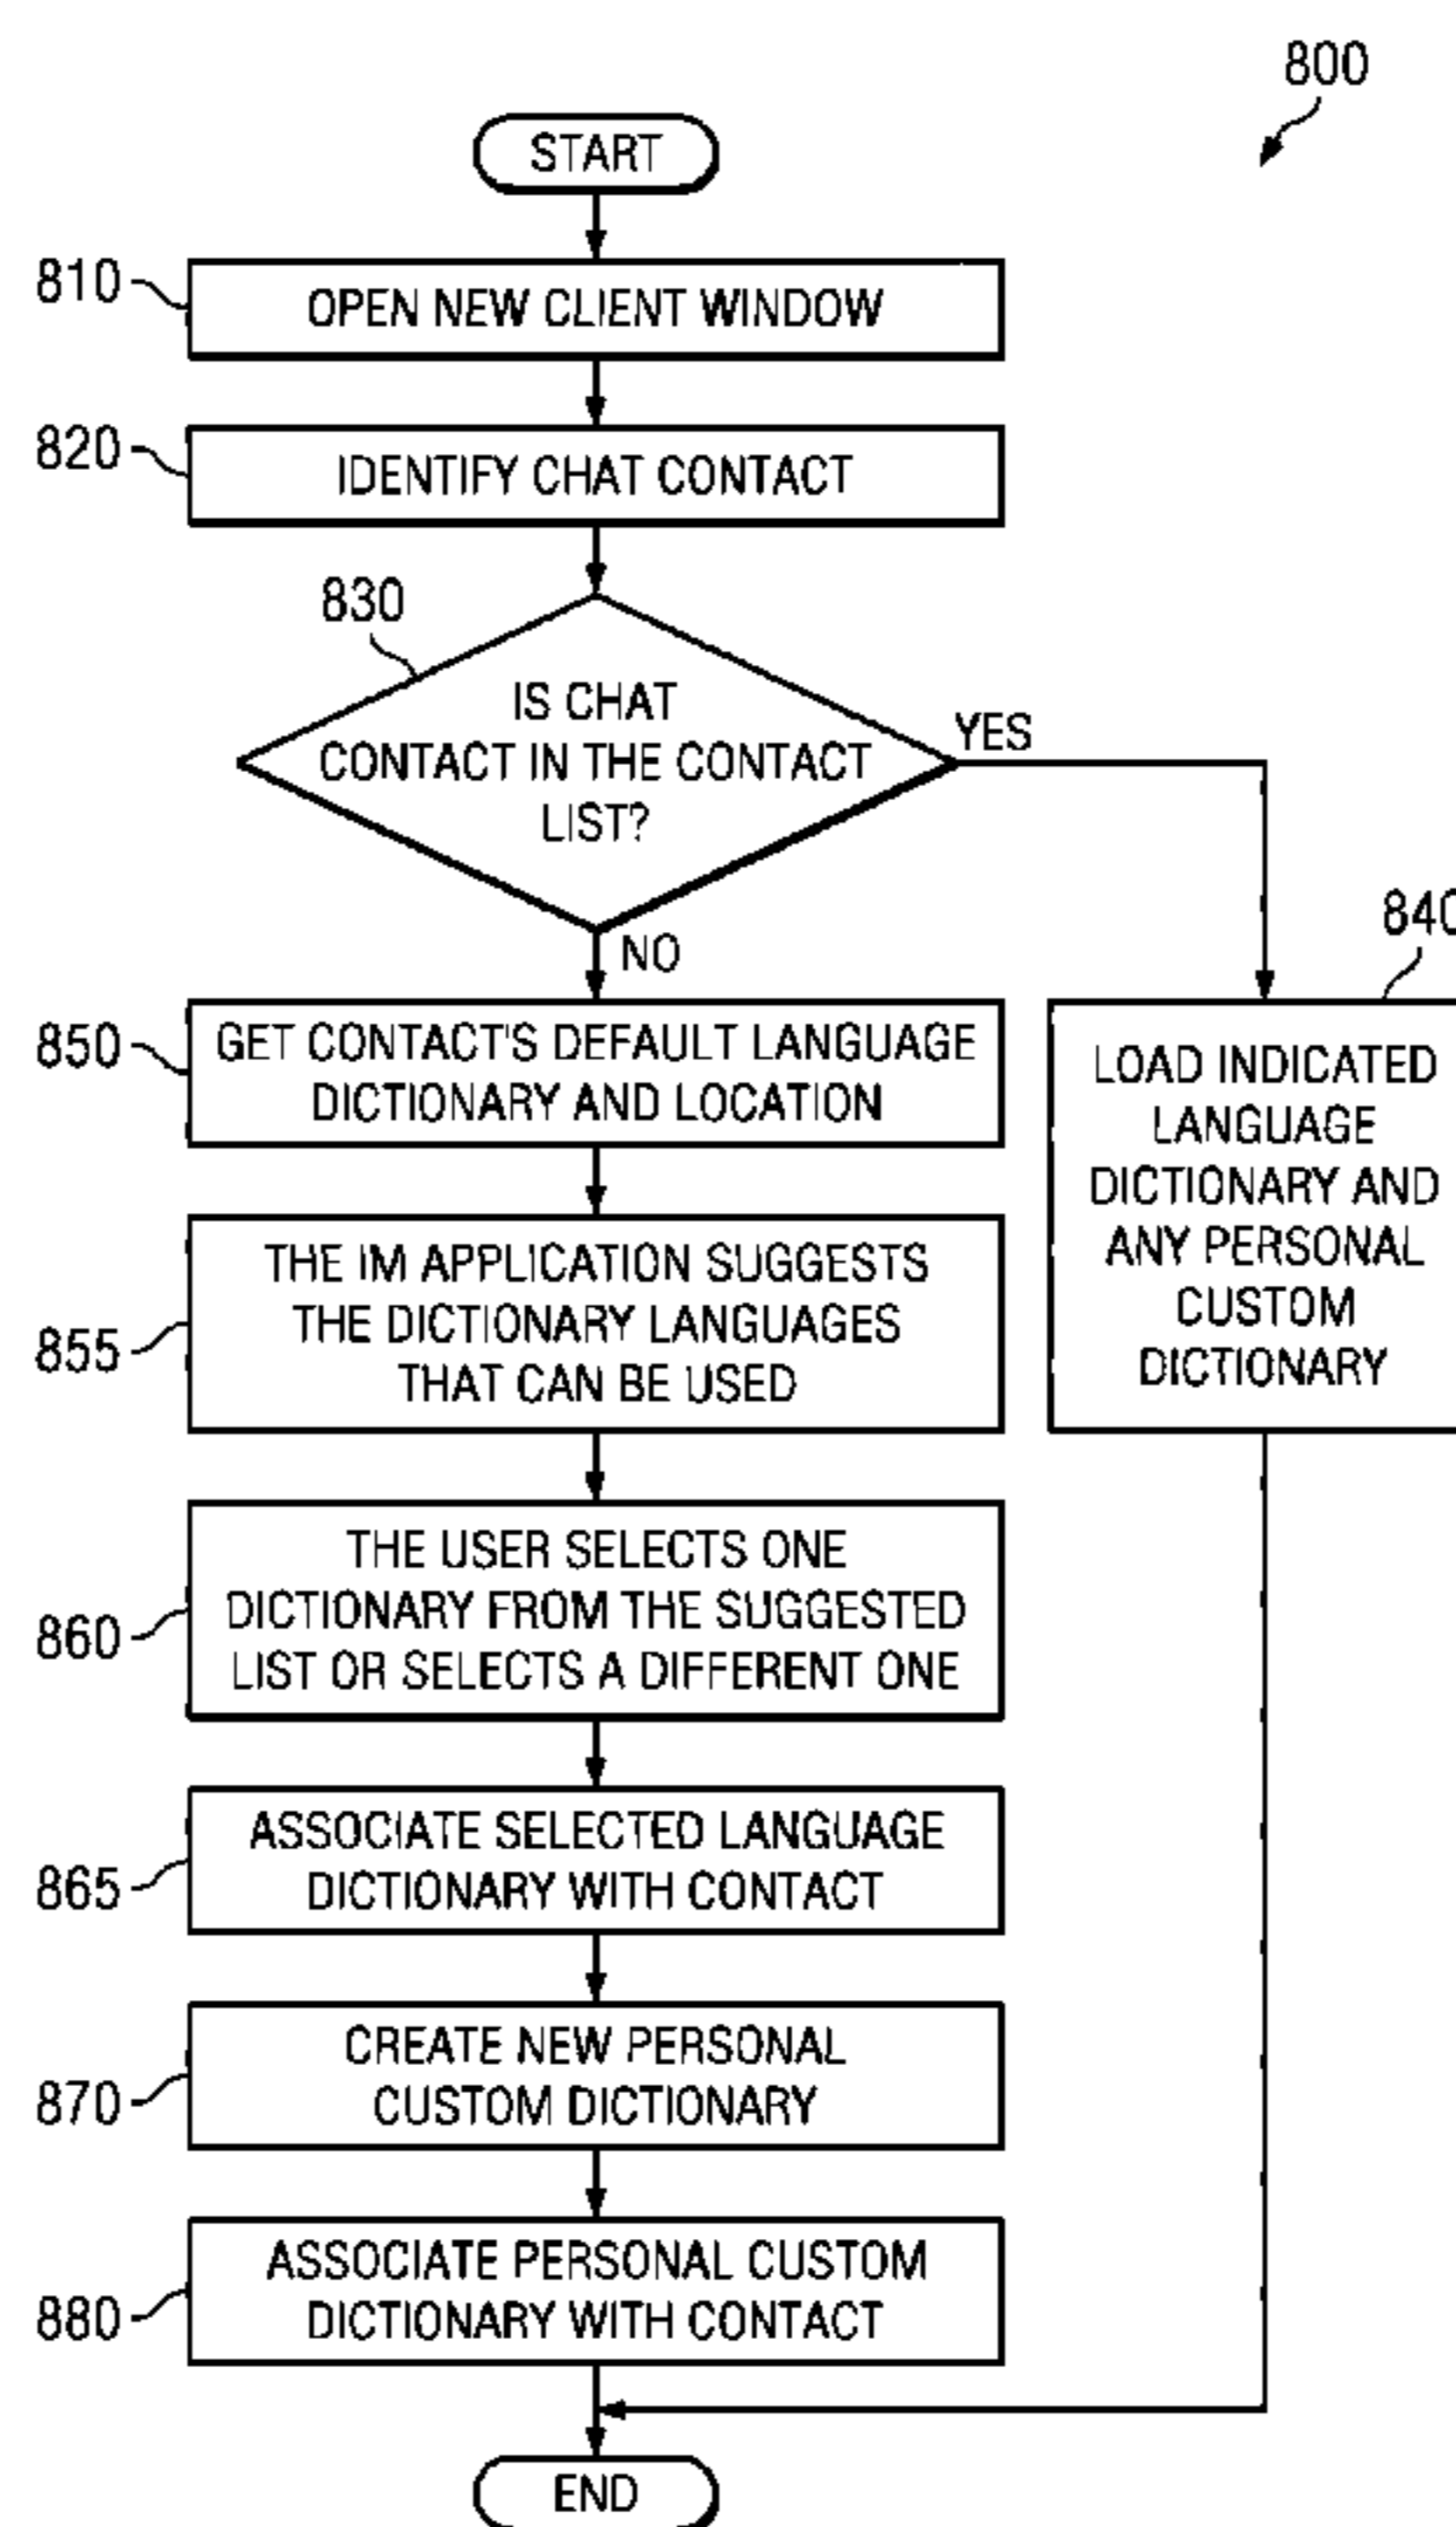 800
START
810
OPEN NEW CLIENT WINDOW
820
IDENTIFY CHAT CONTACT
830
IS CHAT
CONTACT IN THE CONTACT
LIST?
YES
NO
840
850
GET CONTACT'S DEFAULT LANGUAGE
DICTIONARY AND LOCATION
LOAD INDICATED
LANGUAGE
DICTIONARY AND
ANY PERSONAL
CUSTOM
DICTIONARY
855
THE IM APPLICATION SUGGESTS
THE DICTIONARY LANGUAGES
THAT CAN BE USED
860
THE USER SELECTS ONE
DICTIONARY FROM THE SUGGESTED
LIST OR SELECTS A DIFFERENT ONE
865
ASSOCIATE SELECTED LANGUAGE
DICTIONARY WITH CONTACT
870
CREATE NEW PERSONAL
CUSTOM DICTIONARY
880
ASSOCIATE PERSONAL CUSTOM
DICTIONARY WITH CONTACT
END